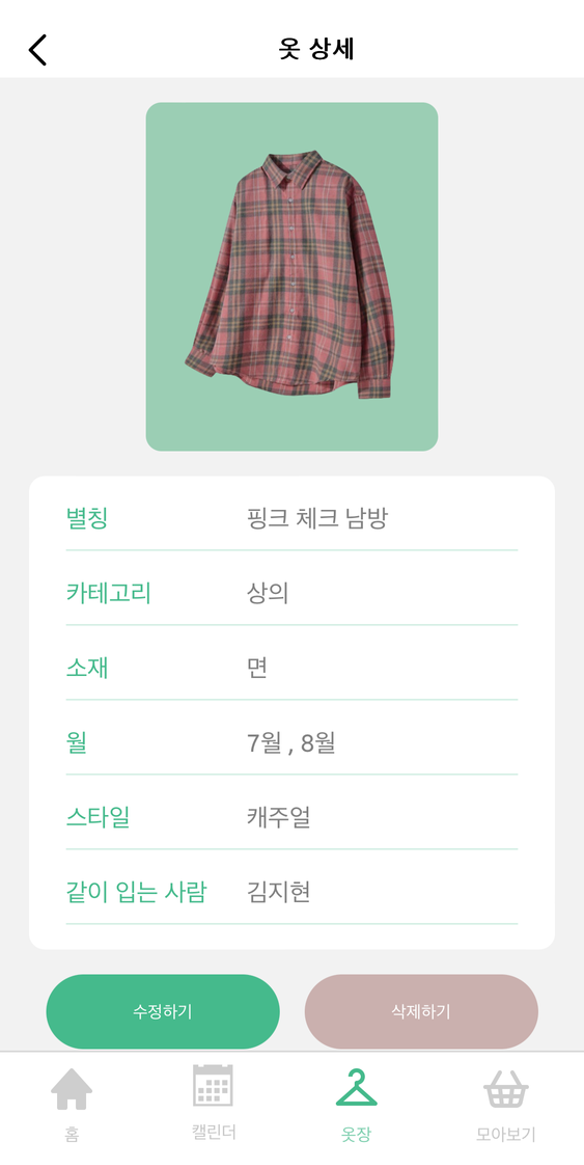 옷 상세
별칭 핑크 체크 남방
카테고리 상의
소재 면
월 7월 , 8월
스타일 캐주얼
같이 입는 사람 김지현
수정하기 삭제하기
홈 캘린더 옷장 모아보기